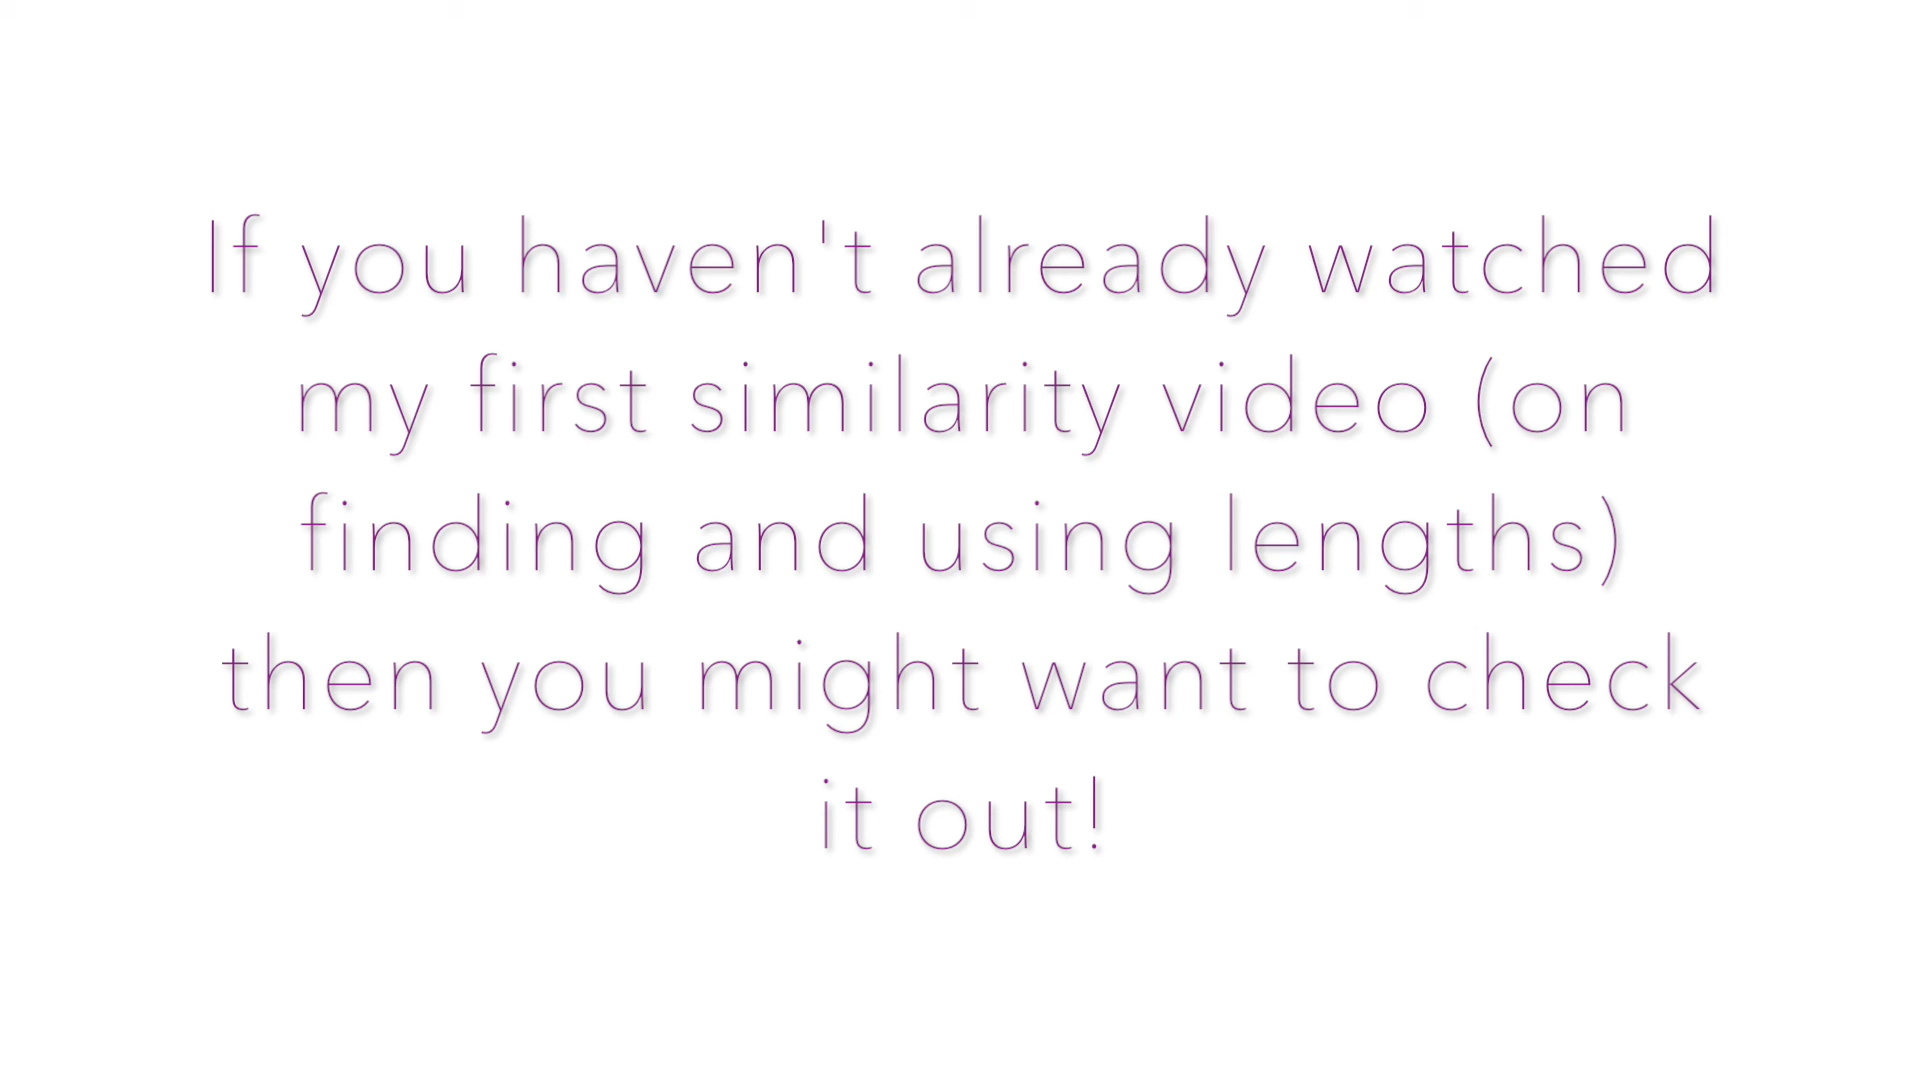 If you haven't already watched
my first similarity video (on
finding and using lengths)
then you might want to check
it out!